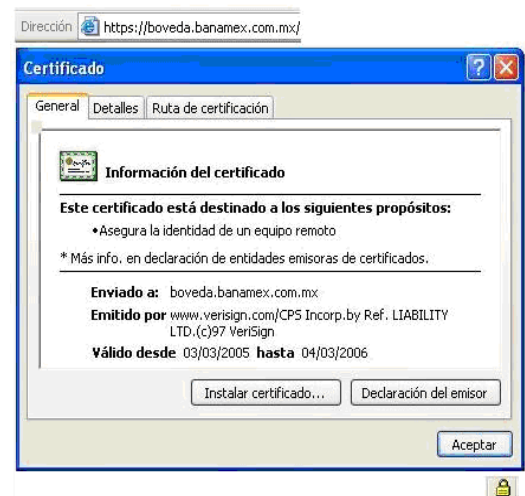 Dirección https://boveda.banamex.com.mx/
Certificado
General Detalles Ruta de certificación
Información del certificado
Este certificado está destinado a los siguientes propósitos:
•Asegura la identidad de un equipo remoto
* Más info. en declaración de entidades emisoras de certificados.
Enviado a: boveda.banamex.com.mx
Emitido por www.verisign.com/CPS Incorp.by Ref. LIABILITY
LTD.(c)97 VeriSign
Válido desde 03/03/2005 hasta 04/03/2006
Instalar certificado... Declaración del emisor
Aceptar